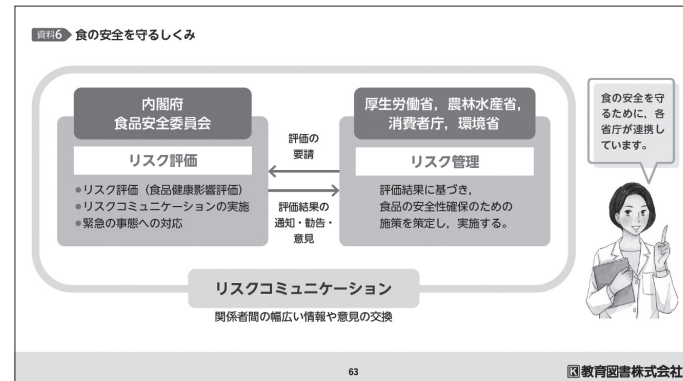 資料6 食の安全を守るしくみ
内閣府
食品安全委員会
リスク評価
●リスク評価（食品健康影響評価）
●リスクコミュニケーションの実施
●緊急の事態への対応
評価の
要請
評価結果の
通知・勧告・
意見
厚生労働省，農林水産省，
消費者庁，環境省
リスク管理
評価結果に基づき，
食品の安全性確保のための
施策を策定し，実施する。
リスクコミュニケーション
関係者間の幅広い情報や意見の交換
食の安全を守
るために，各
省庁が連携し
ています。
63
教育図書株式会社